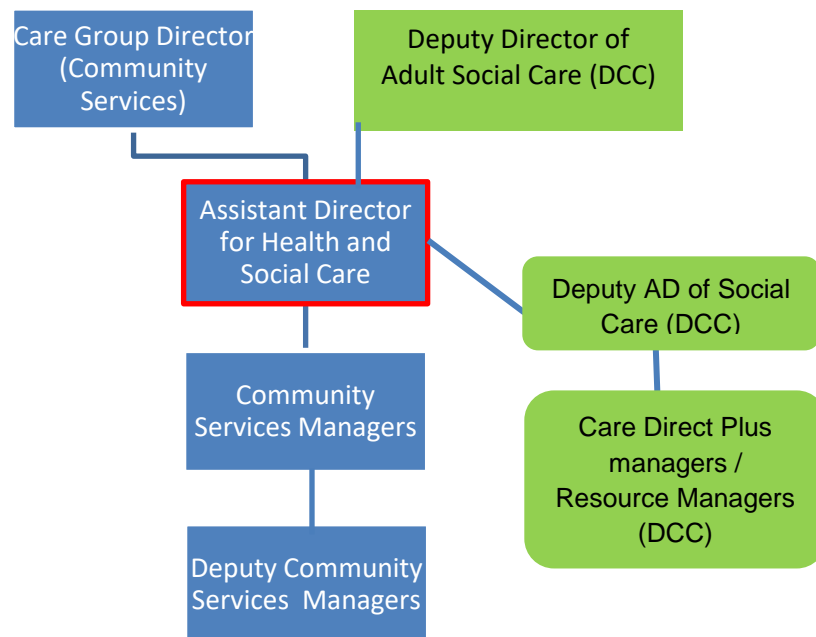 Care Group Director
(Community
Services)
Deputy Director of
Adult Social Care (DCC)
Assistant Director
for Health and
Social Care
Deputy AD of Social
Care (DCC)
Community
Services Managers
Care Direct Plus
managers /
Resource Managers
(DCC)
Deputy Community
Services Managers